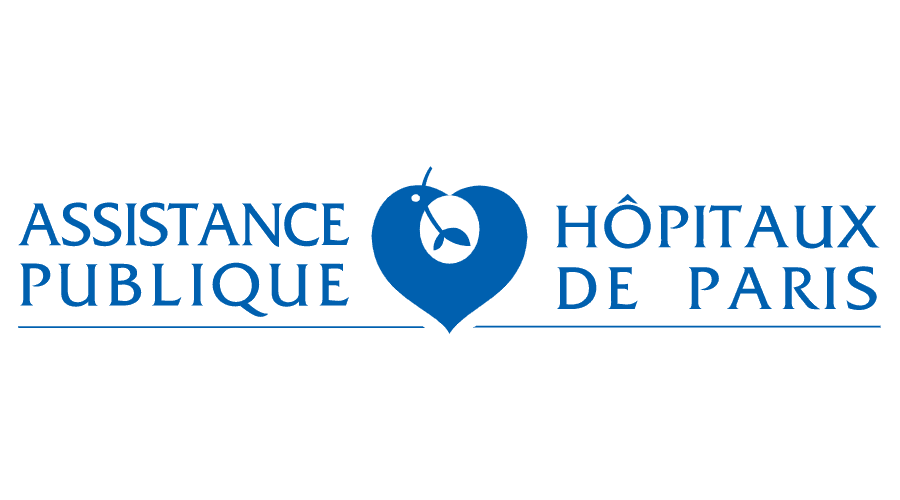 ASSISTANCE
PUBLIQUE
HÔPITAUX
DE PARIS